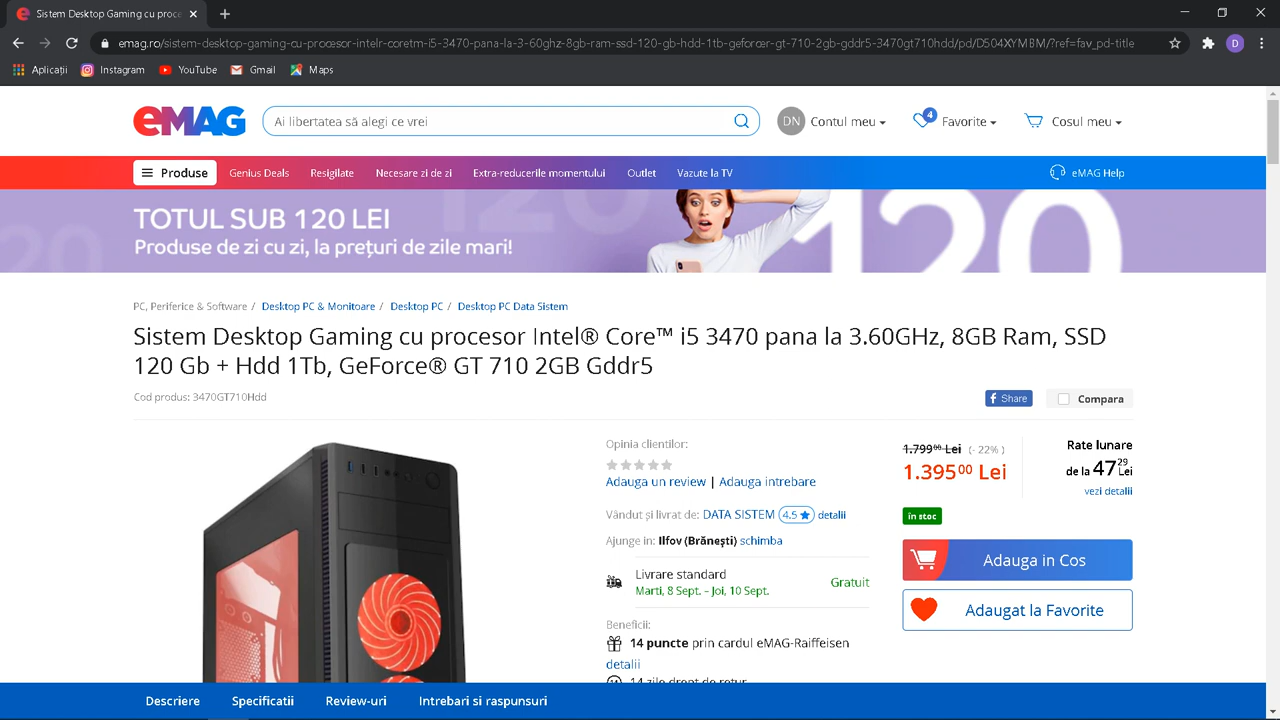 Sistem Desktop Gaming cu proce
emag.ro/sistem-desktop-gaming-cu-procesor-intelr-coretm-i5-3470-pana-la-3-60ghz-8gb-ram-ssd-120-gb-hdd-1tb-geforcer-gt-710-2gb-gddr5-3470gt710hdd/pd/D504XYMBM/?ref=fav_pd-title
D
Aplicații Instagram YouTube Gmail Maps
eMAG
Ai libertatea să alegi ce vrei
DN Contul meu
4 Favorite
Cosul meu
Produse Genius Deals Resigilate Necesare zi de zi Extra-reducerile momentului Outlet Vazute la TV eMAG Help
TOTUL SUB 120 LEI
Produse de zi cu zi, la prețuri de zile mari!
120
PC, Periferice & Software / Desktop PC & Monitoare / Desktop PC / Desktop PC Data Sistem
Sistem Desktop Gaming cu procesor Intel® Core™ i5 3470 pana la 3.60GHz, 8GB Ram, SSD
120 Gb + Hdd 1Tb, GeForce® GT 710 2GB Gddr5
Cod produs: 3470GT710Hdd
Share
Compara
Opinia clientilor:
Adauga un review | Adauga intrebare
Vândut și livrat de: DATA SISTEM 4.5 detalii
Ajunge in: Ilfov (Brănești) schimba
Livrare standard Gratuit
Marti, 8 Sept. - Joi, 10 Sept.
Beneficii:
14 puncte prin cardul eMAG-Raiffeisen
detalii
14 zile drept de retur
1.799⁰⁰ Lei (- 22% )
1.395⁰⁰ Lei
Rate lunare
de la 47²⁹ Lei
vezi detalii
în stoc
Adauga in Cos
Adaugat la Favorite
Descriere Specificatii Review-uri Intrebari si raspunsuri